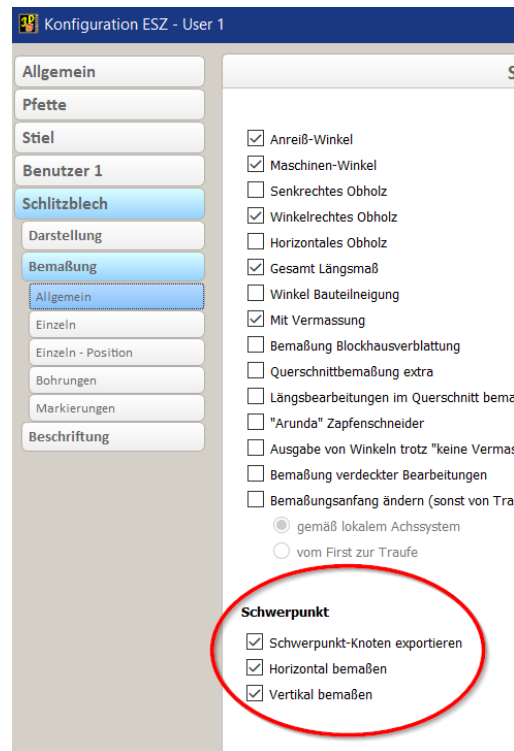 Konfiguration ESZ - User 1
Allgemein
Pfette
Stiel
Benutzer 1
Schlitzblech
Darstellung
Bemaßung
Allgemein
Einzeln
Einzeln - Position
Bohrungen
Markierungen
Beschriftung
S
Anreiß-Winkel
Maschinen-Winkel
Senkrechtes Obholz
Winkelrechtes Obholz
Horizontales Obholz
Gesamt Längsmaß
Winkel Bauteilneigung
Mit Vermassung
Bemaßung Blockhausverblattung
Querschnittbemaßung extra
Längsbearbeitungen im Querschnitt bema
"Arunda" Zapfenschneider
Ausgabe von Winkeln trotz "keine Vermas
Bemaßung verdeckter Bearbeitungen
Bemaßungsanfang ändern (sonst von Tra
gemäß lokalem Achssystem
vom First zur Traufe
Schwerpunkt
Schwerpunkt-Knoten exportieren
Horizontal bemaßen
Vertikal bemaßen